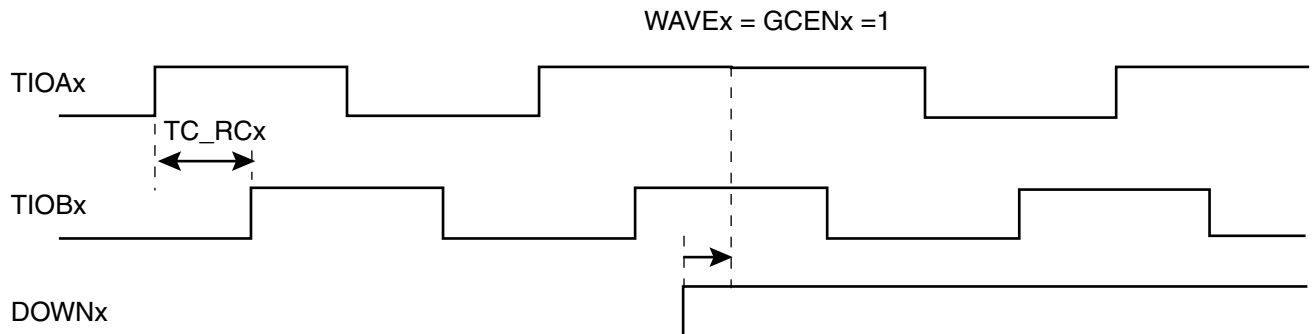 WAVEx = GCENx =1
TIOAx
TC_RCx
TIOBx
DOWNx